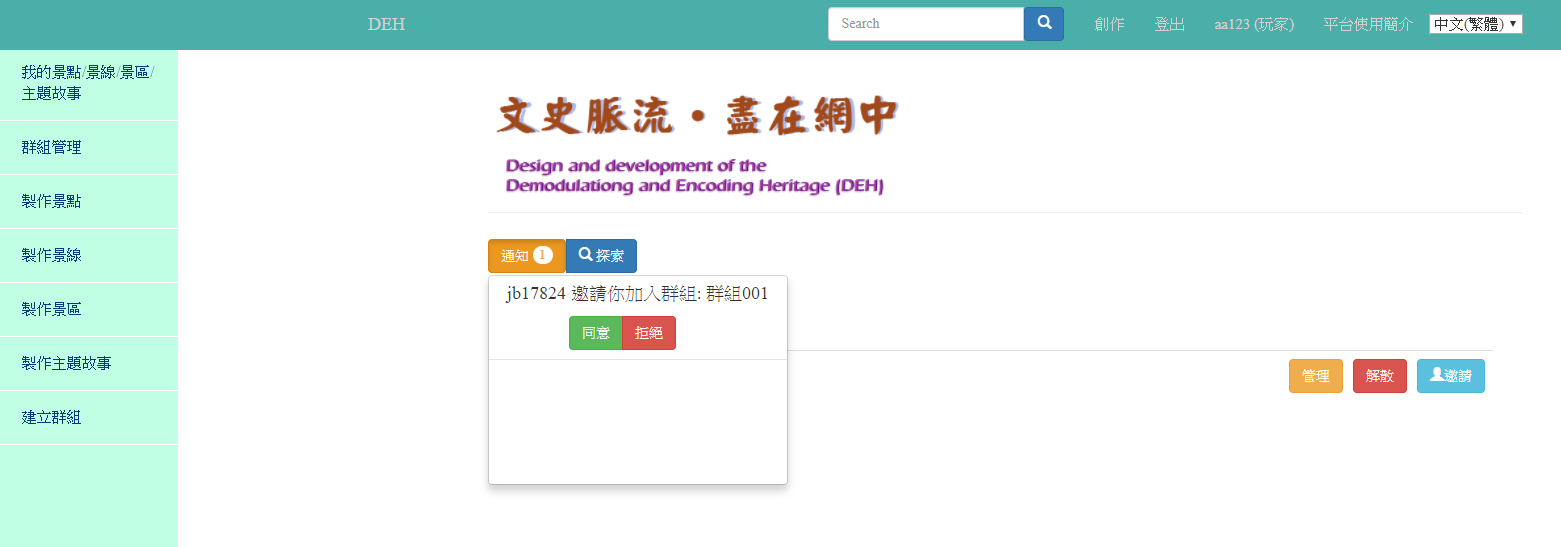 DEH
Search
創作
登出
aa123 (玩家)
平台使用簡介
中文(繁體)
我的景點/景線/景區/
主題故事
群組管理
製作景點
製作景線
製作景區
製作主題故事
建立群組
文史脈流・盡在網中
Design and development of the
Demodulationg and Encoding Heritage (DEH)
通知 1
探索
jb17824 邀請你加入群組: 群組001
同意
拒絕
管理
解散
邀請